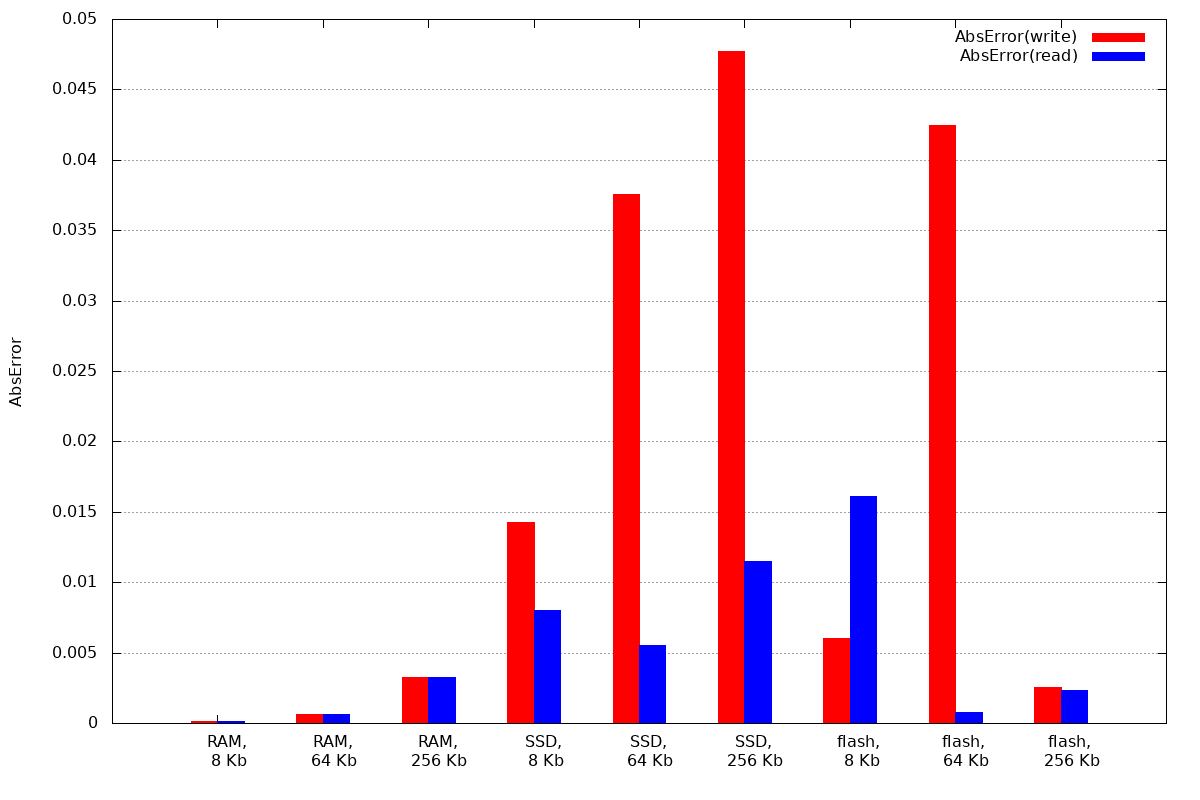 0.05
AbsError(write)
AbsError(read)
0.045
0.04
0.035
0.03
0.025
AbsError
0.02
0.015
0.01
0.005
0
RAM, RAM, RAM, SSD, SSD, SSD, flash, flash, flash,
8 Kb 64 Kb 256 Kb 8 Kb 64 Kb 256 Kb 8 Kb 64 Kb 256 Kb